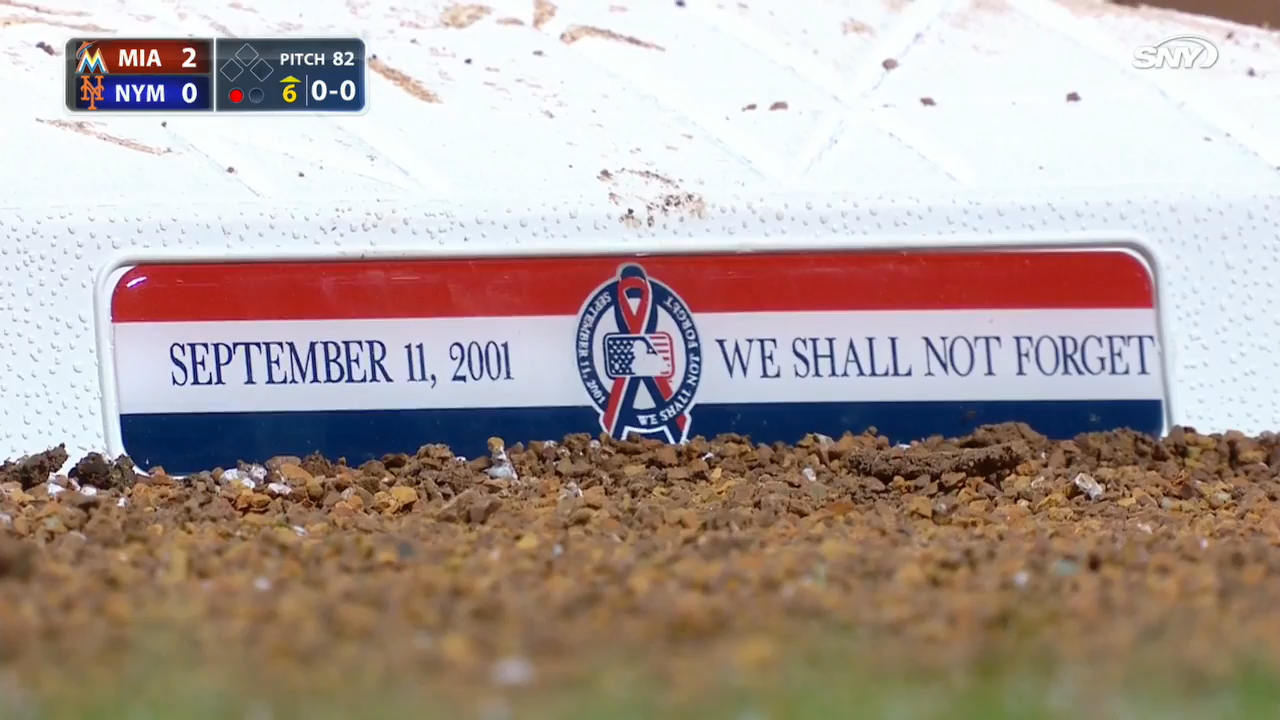 MIA 2
NYM 0
PITCH 82
6 0-0
SNY
SEPTEMBER 11, 2001
SEPTEMBER 11, 2001
WE SHALL NOT FORGET
WE SHALL NOT FORGET